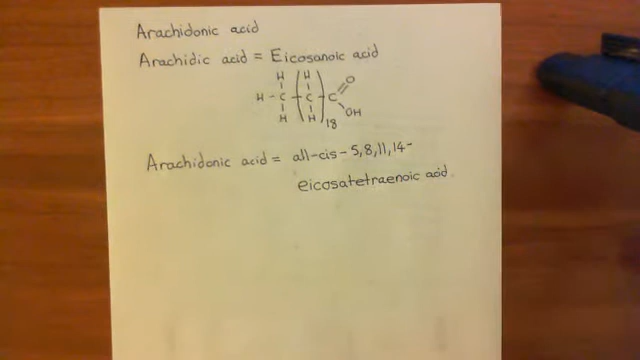 Arachidonic acid
Arachidic acid = Eicosanoic acid
H H O
H - C - ( C ) - C
H H 18 OH
Arachidonic acid = all-cis-5,8,11,14-
eicosatetraenoic acid